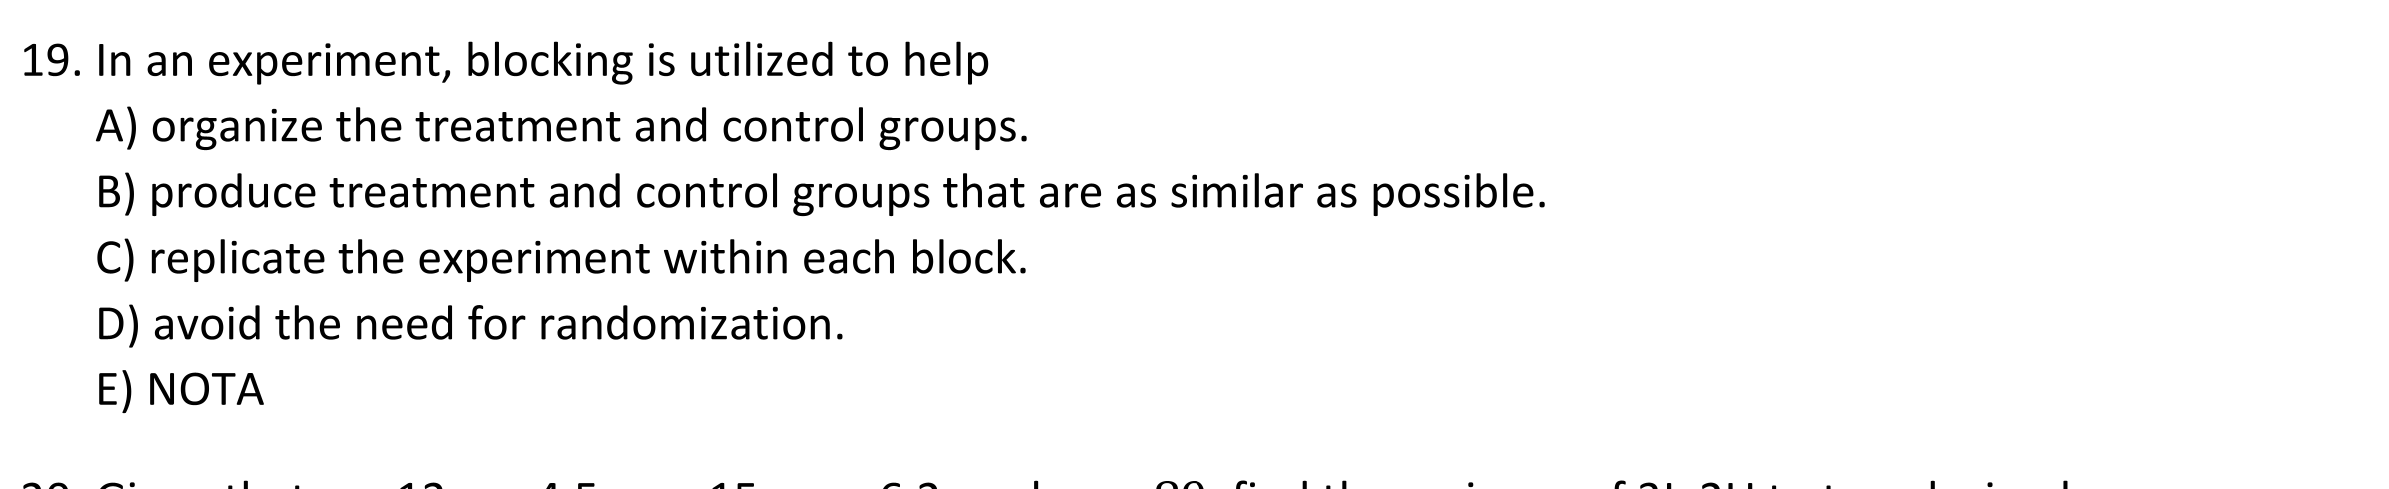 19. In an experiment, blocking is utilized to help
A) organize the treatment and control groups.
B) produce treatment and control groups that are as similar as possible.
C) replicate the experiment within each block.
D) avoid the need for randomization.
E) NOTA